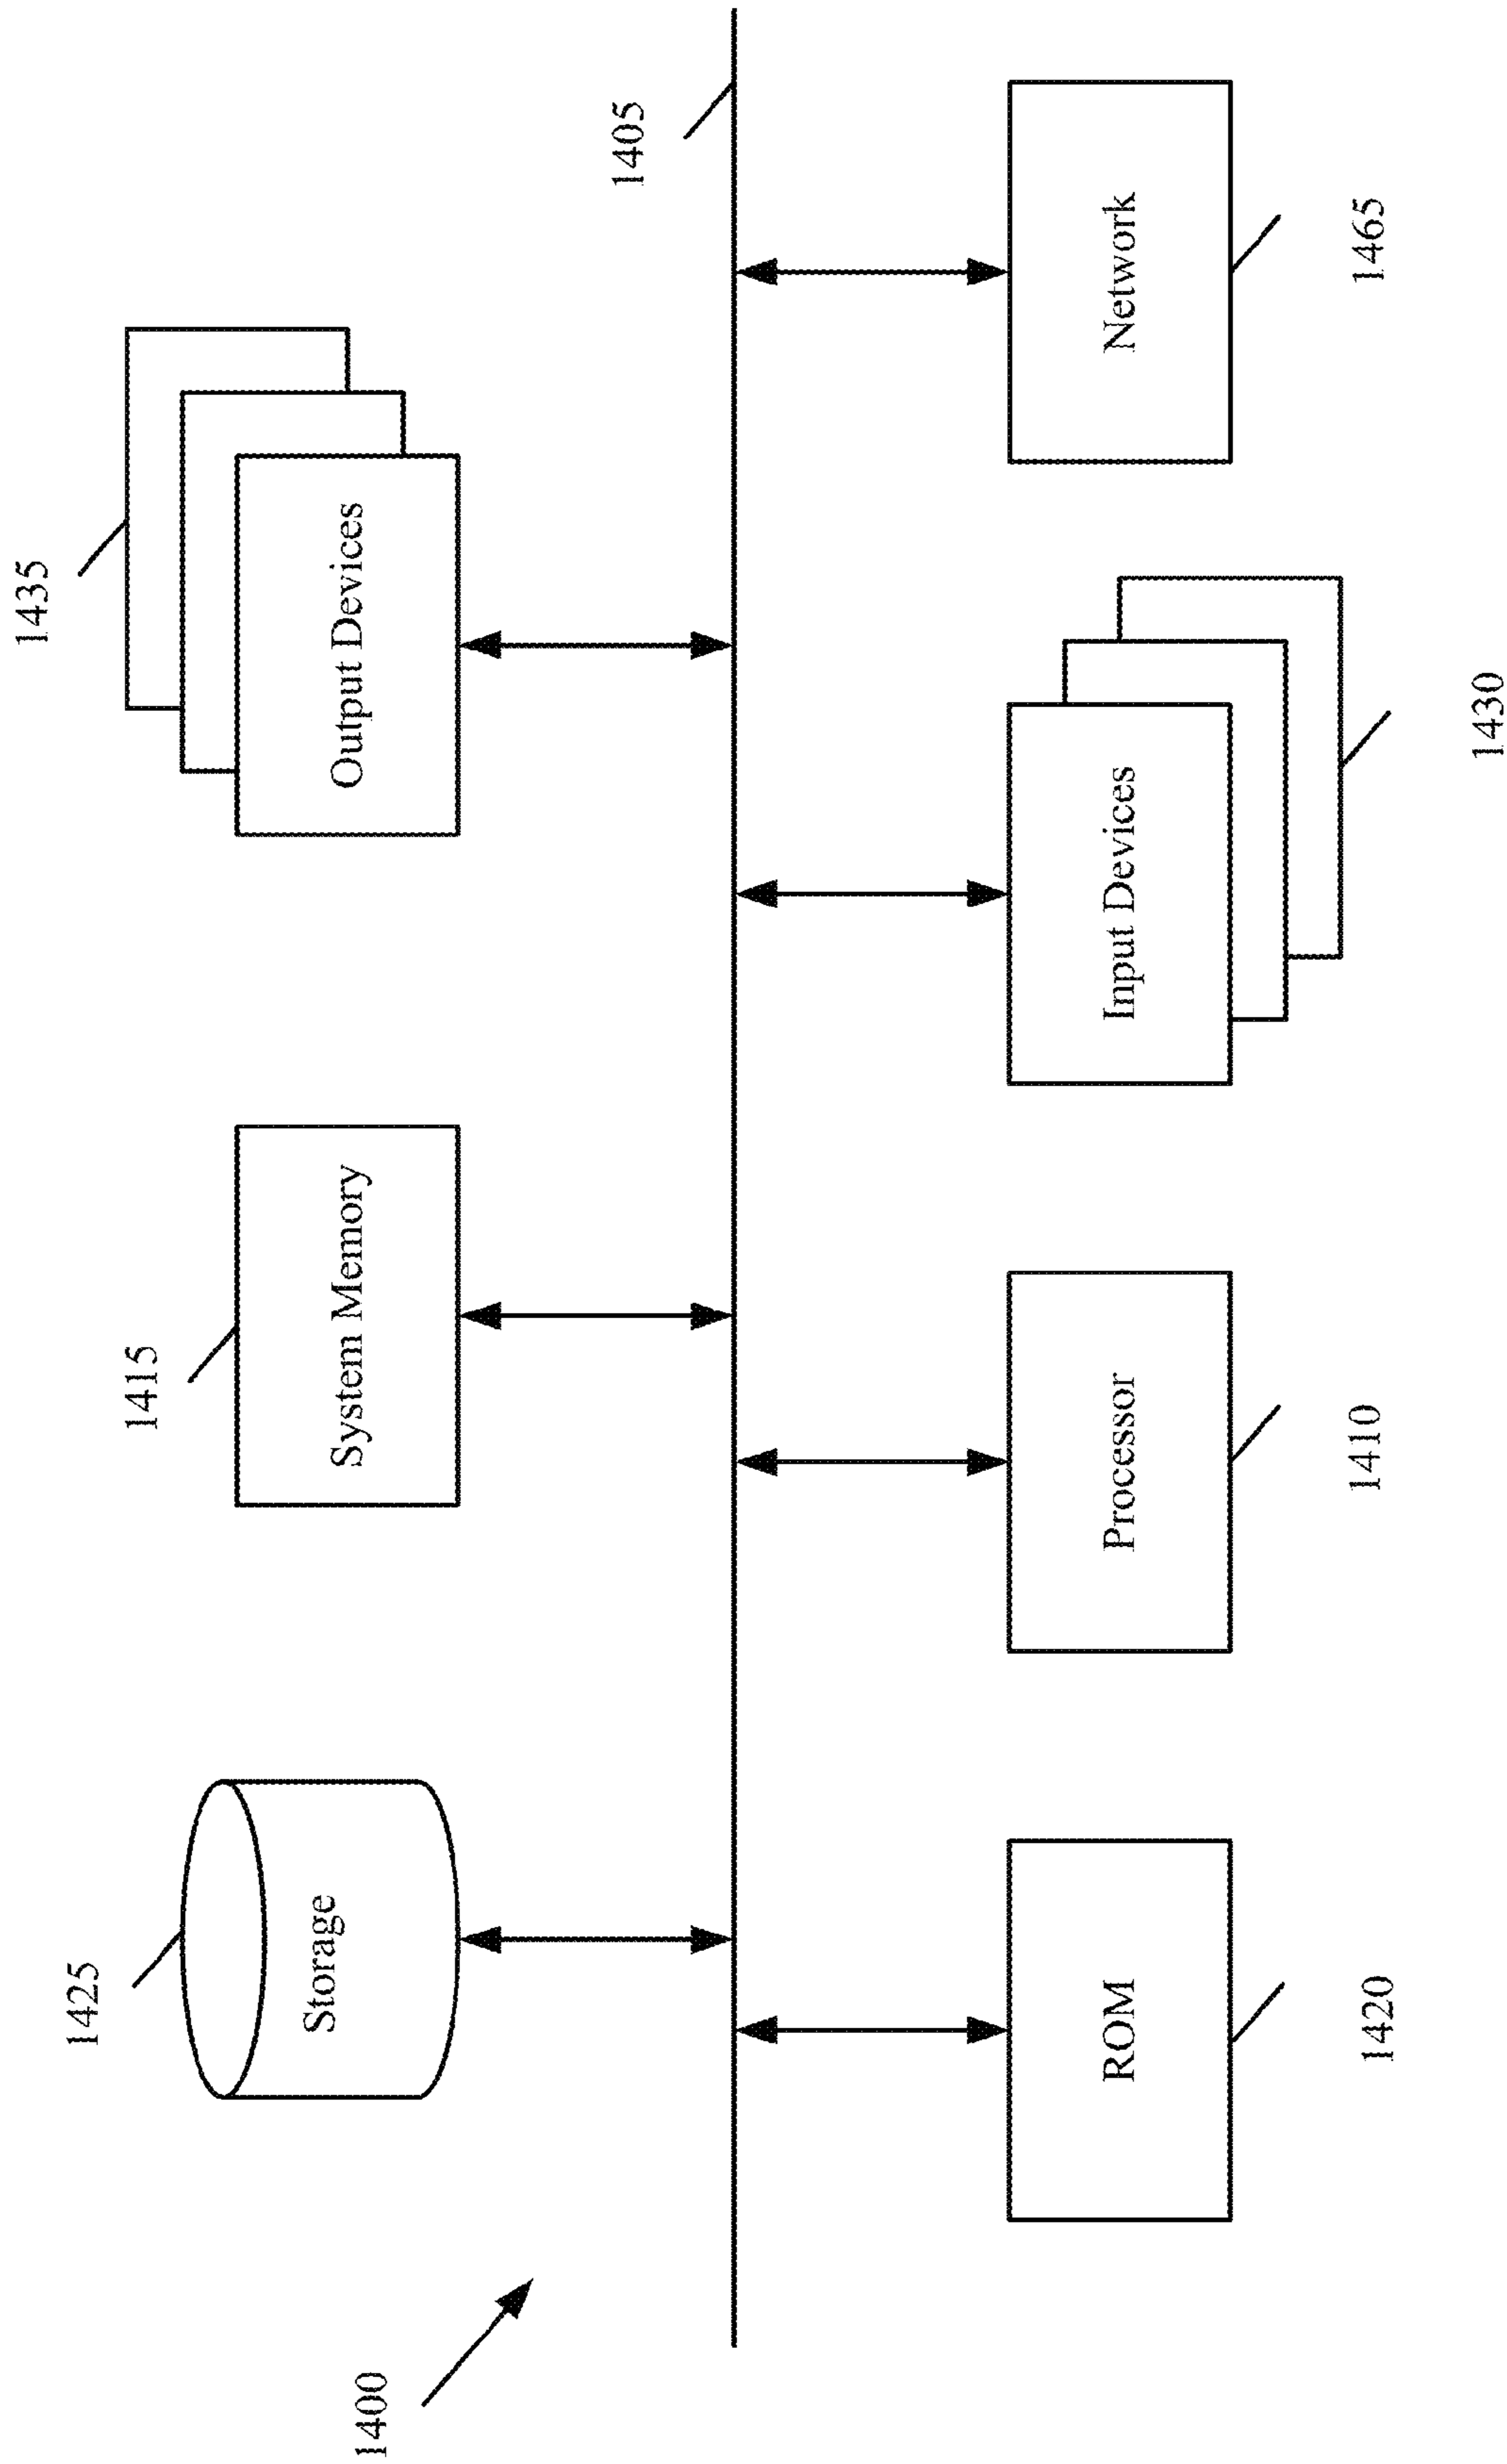 1435
1425
1415
Output Devices
Storage
System Memory
1405
1400
ROM
Processor
Input Devices
Network
1420
1410
1465
1430